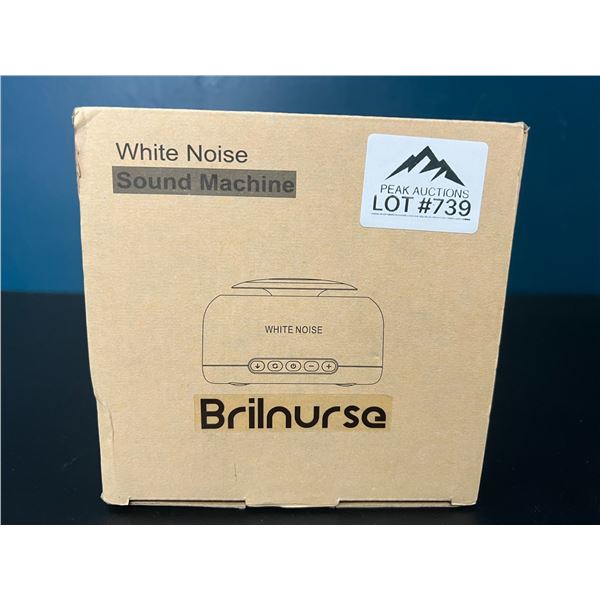 White Noise
Sound Machine
PEAK AUCTIONS
LOT #739
WHITE NOISE
Brilnurse